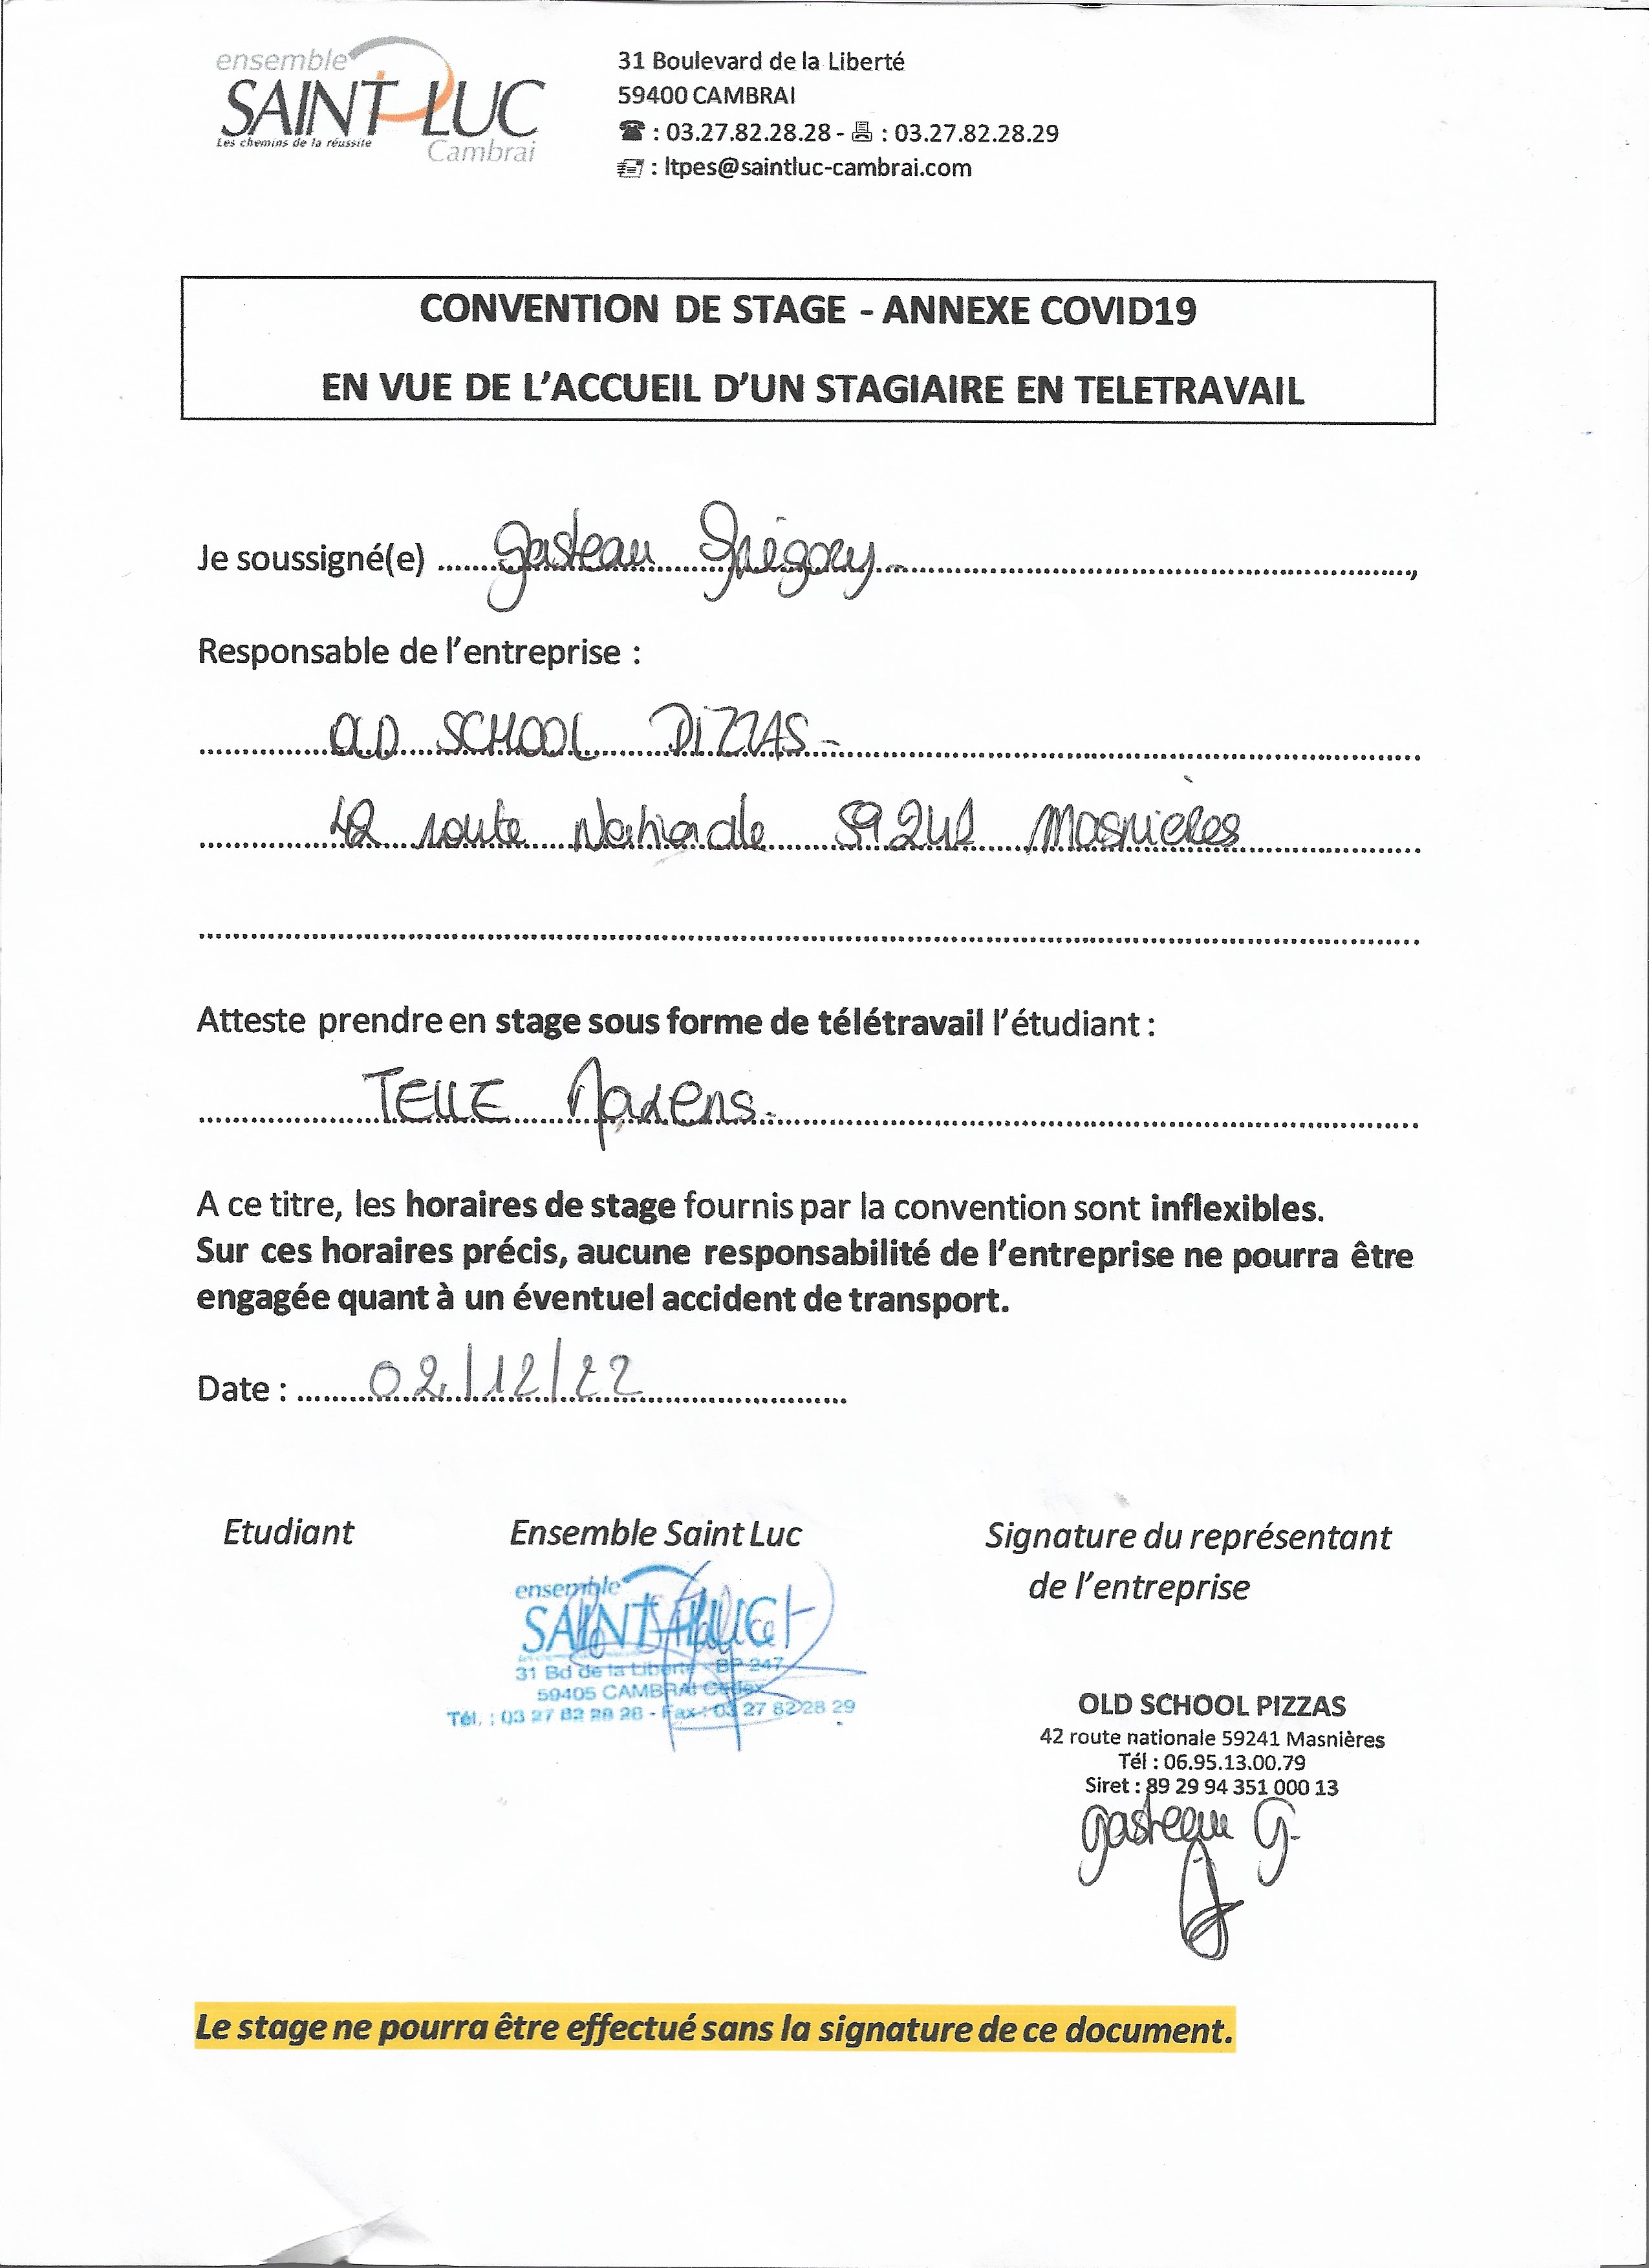 ensemble
SAINT LUC
Les chemins de la réussite
Cambrai
31 Boulevard de la Liberté
59400 CAMBRAI
☎ : 03.27.82.28.28 - 🖷 : 03.27.82.28.29
: ltpes@saintluc-cambrai.com
CONVENTION DE STAGE - ANNEXE COVID19
EN VUE DE L'ACCUEIL D'UN STAGIAIRE EN TELETRAVAIL
Je soussigné(e) Gasteau Grégory,
Responsable de l'entreprise :
OLD SCHOOL PIZZAS
42 route Nationale 59241 Masnières
Atteste prendre en stage sous forme de télétravail l'étudiant :
TELLE Maxens
A ce titre, les horaires de stage fournis par la convention sont inflexibles.
Sur ces horaires précis, aucune responsabilité de l'entreprise ne pourra être
engagée quant à un éventuel accident de transport.
Date : 02/12/22
Etudiant
Ensemble Saint Luc
Signature du représentant
de l'entreprise
ensemble
SAINT LUC
31 Bd de la Liberté - BP 247
59405 CAMBRAI Cedex
Tél. : 03 27 82 28 28 - Fax : 03 27 82 28 29
OLD SCHOOL PIZZAS
42 route nationale 59241 Masnières
Tél : 06.95.13.00.79
Siret : 89 29 94 351 000 13
Gasteau G.
Le stage ne pourra être effectué sans la signature de ce document.